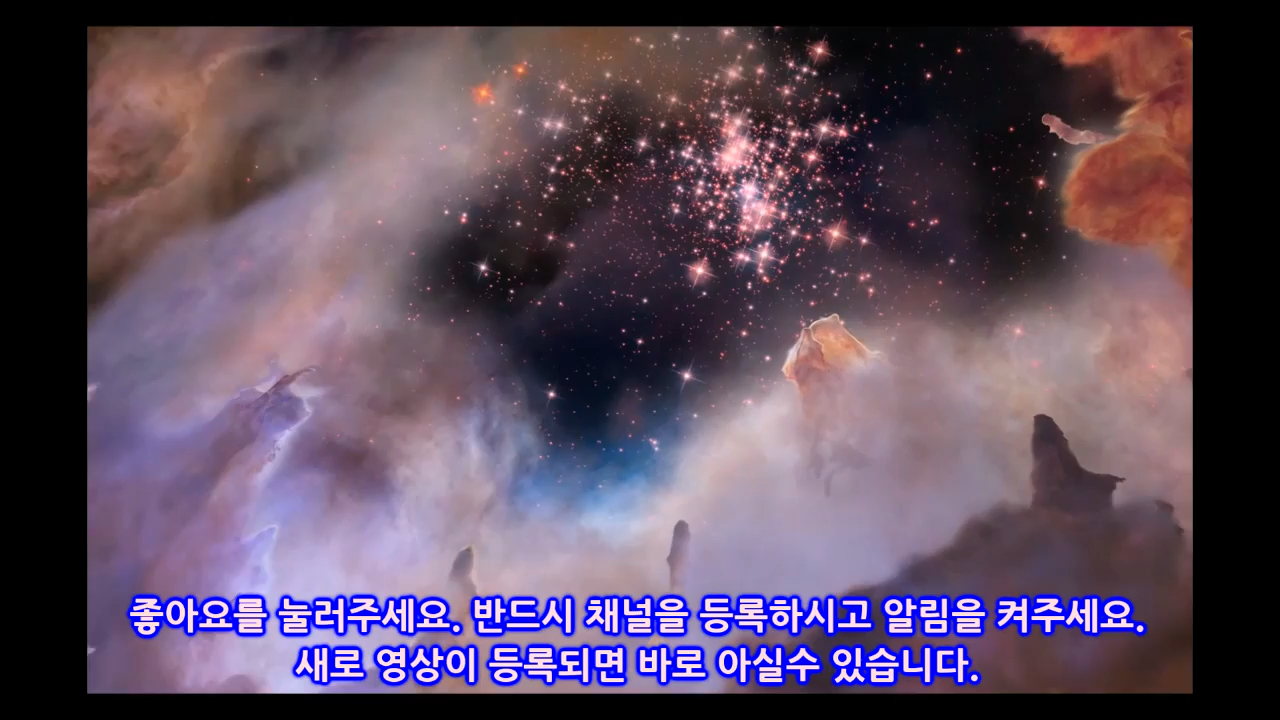 좋아요를 눌러주세요. 반드시 채널을 등록하시고 알림을 켜주세요.
새로 영상이 등록되면 바로 아실수 있습니다.